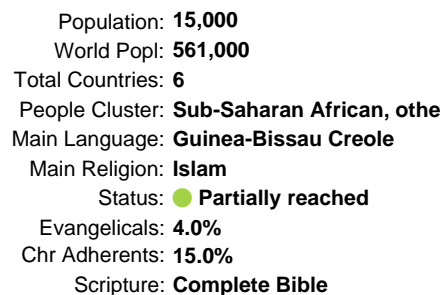 Population: 15,000
World Popl: 561,000
Total Countries: 6
People Cluster: Sub-Saharan African, othe
Main Language: Guinea-Bissau Creole
Main Religion: Islam
Status: Partially reached
Evangelicals: 4.0%
Chr Adherents: 15.0%
Scripture: Complete Bible